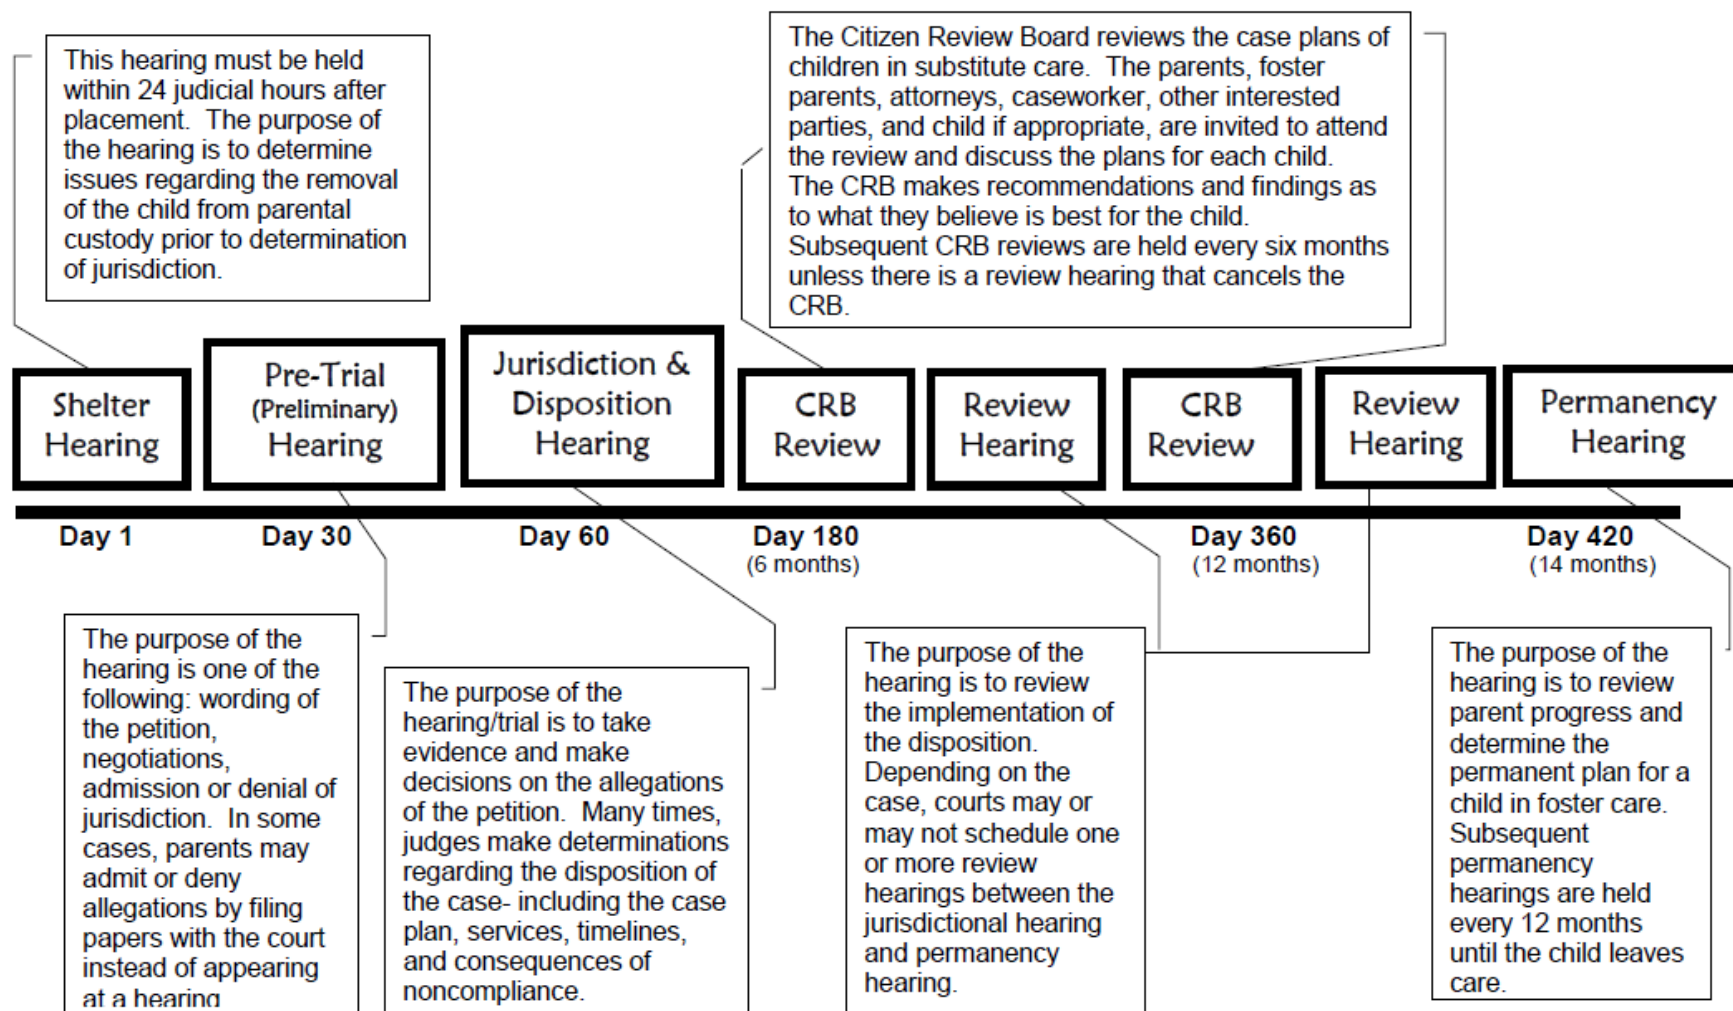 This hearing must be held
within 24 judicial hours after
placement.  The purpose of
the hearing is to determine
issues regarding the removal
of the child from parental
custody prior to determination
of jurisdiction.
The Citizen Review Board reviews the case plans of
children in substitute care.  The parents, foster
parents, attorneys, caseworker, other interested
parties, and child if appropriate, are invited to attend
the review and discuss the plans for each child.
The CRB makes recommendations and findings as
to what they believe is best for the child.
Subsequent CRB reviews are held every six months
unless there is a review hearing that cancels the
CRB.
Shelter
Hearing
Pre-Trial
(Preliminary)
Hearing
Jurisdiction &
Disposition
Hearing
CRB
Review
Review
Hearing
CRB
Review
Review
Hearing
Permanency
Hearing
Day 1
Day 30
Day 60
Day 180
(6 months)
Day 360
(12 months)
Day 420
(14 months)
The purpose of the
hearing is one of the
following: wording of
the petition,
negotiations,
admission or denial of
jurisdiction.  In some
cases, parents may
admit or deny
allegations by filing
papers with the court
instead of appearing
at a hearing
The purpose of the
hearing/trial is to take
evidence and make
decisions on the allegations
of the petition.  Many times,
judges make determinations
regarding the disposition of
the case- including the case
plan, services, timelines,
and consequences of
noncompliance.
The purpose of the
hearing is to review
the implementation of
the disposition.
Depending on the
case, courts may or
may not schedule one
or more review
hearings between the
jurisdictional hearing
and permanency
hearing.
The purpose of the
hearing is to review
parent progress and
determine the
permanent plan for a
child in foster care.
Subsequent
permanency
hearings are held
every 12 months
until the child leaves
care.